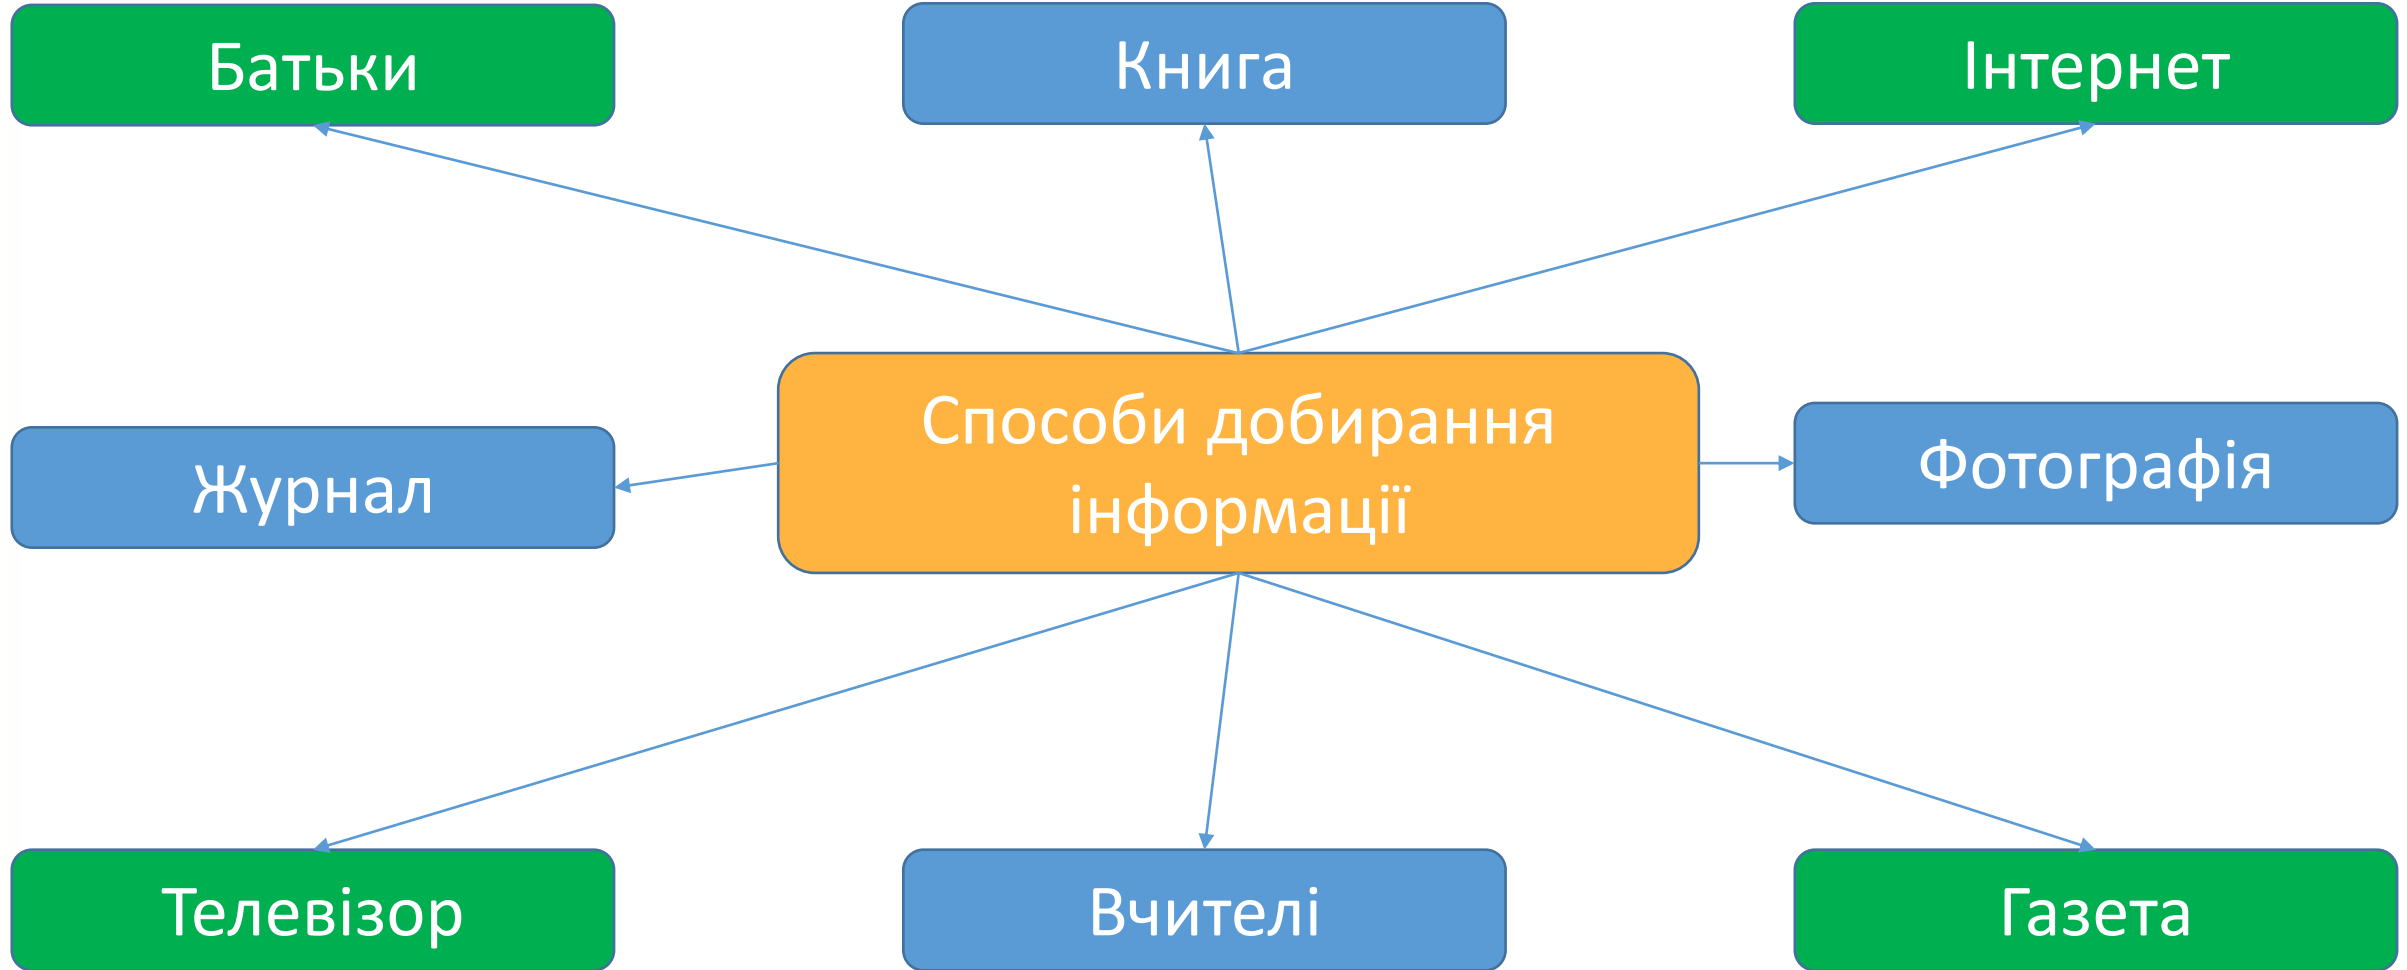 Батьки
Книга
Інтернет
Способи добирання
інформації
Журнал
Фотографія
Телевізор
Вчителі
Газета